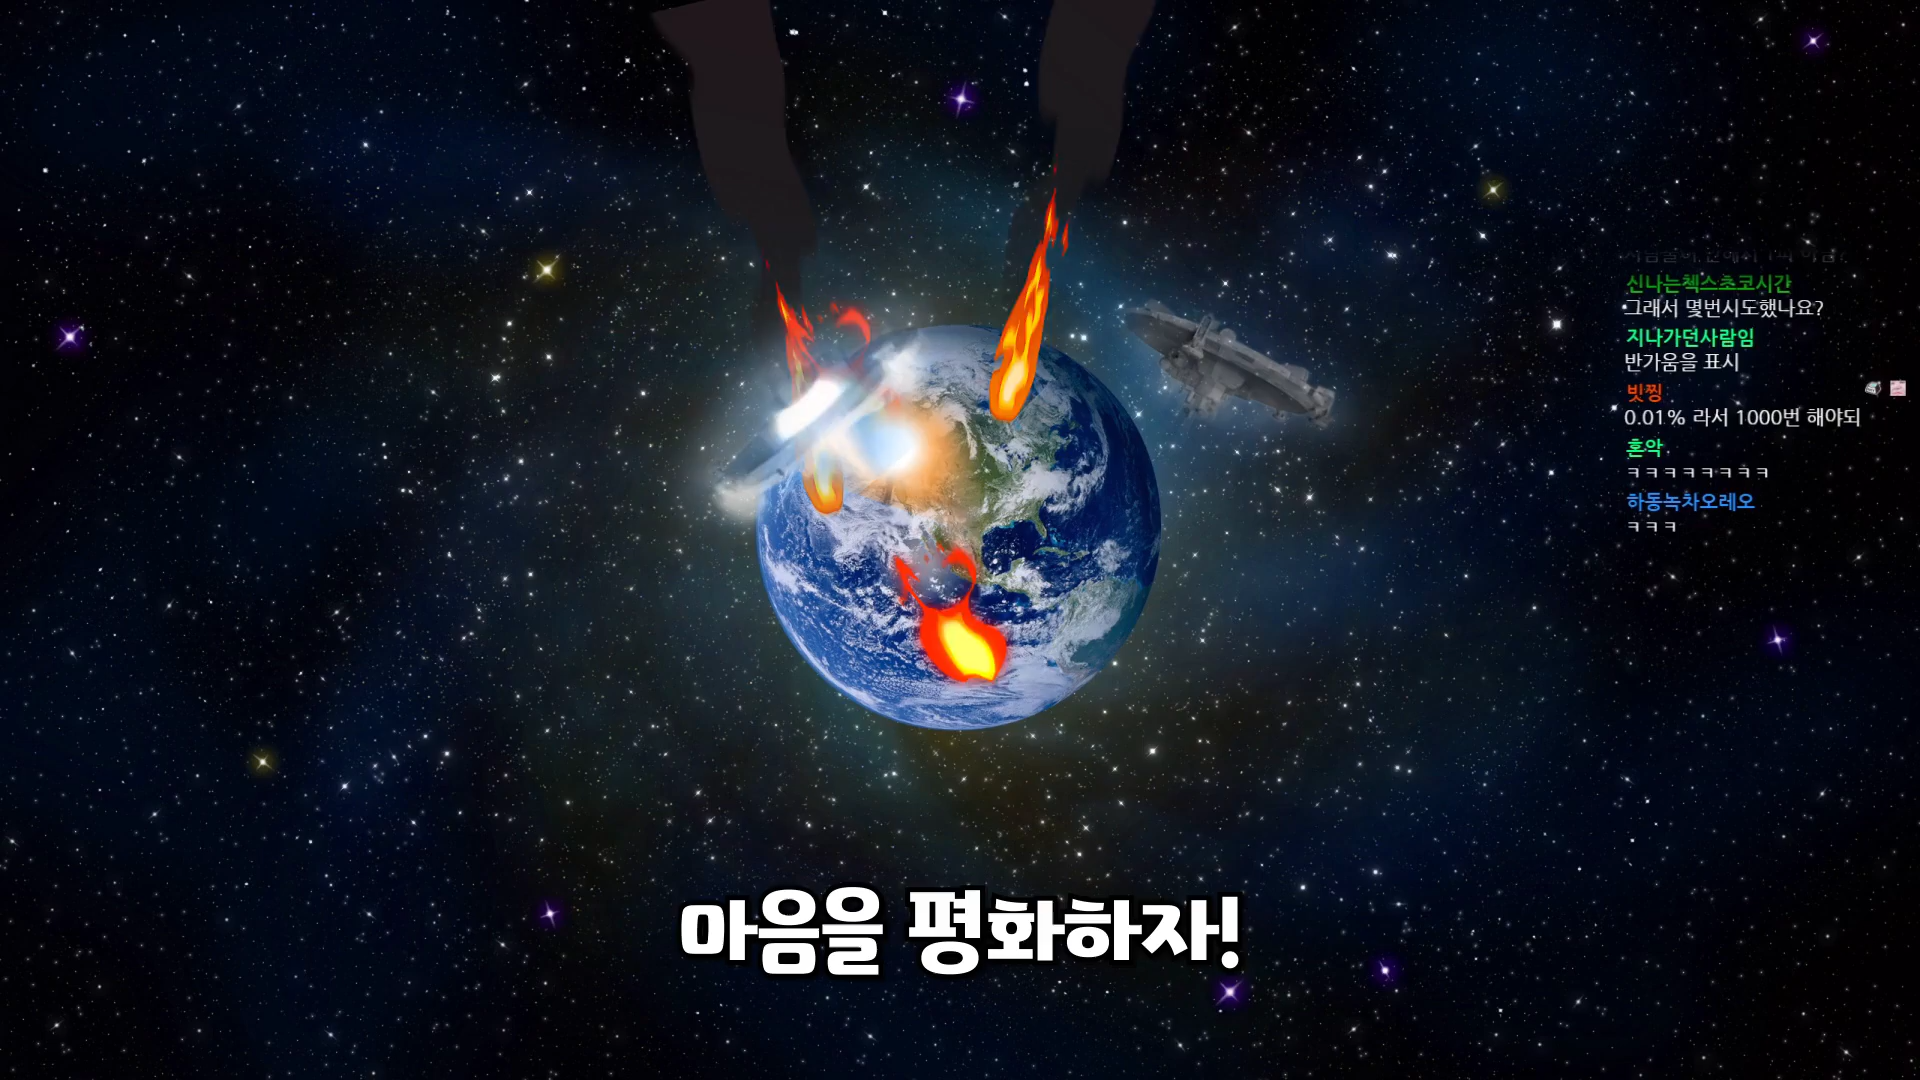 신나는첵스초코시간
그래서 몇번시도했나요?
지나가던사람임
반가움을 표시
빗찡
0.01% 라서 1000번 해야되
혼악
ㅋㅋㅋㅋㅋㅋㅋㅋ
하동녹차오레오
ㅋㅋㅋ
마음을 평화하자!